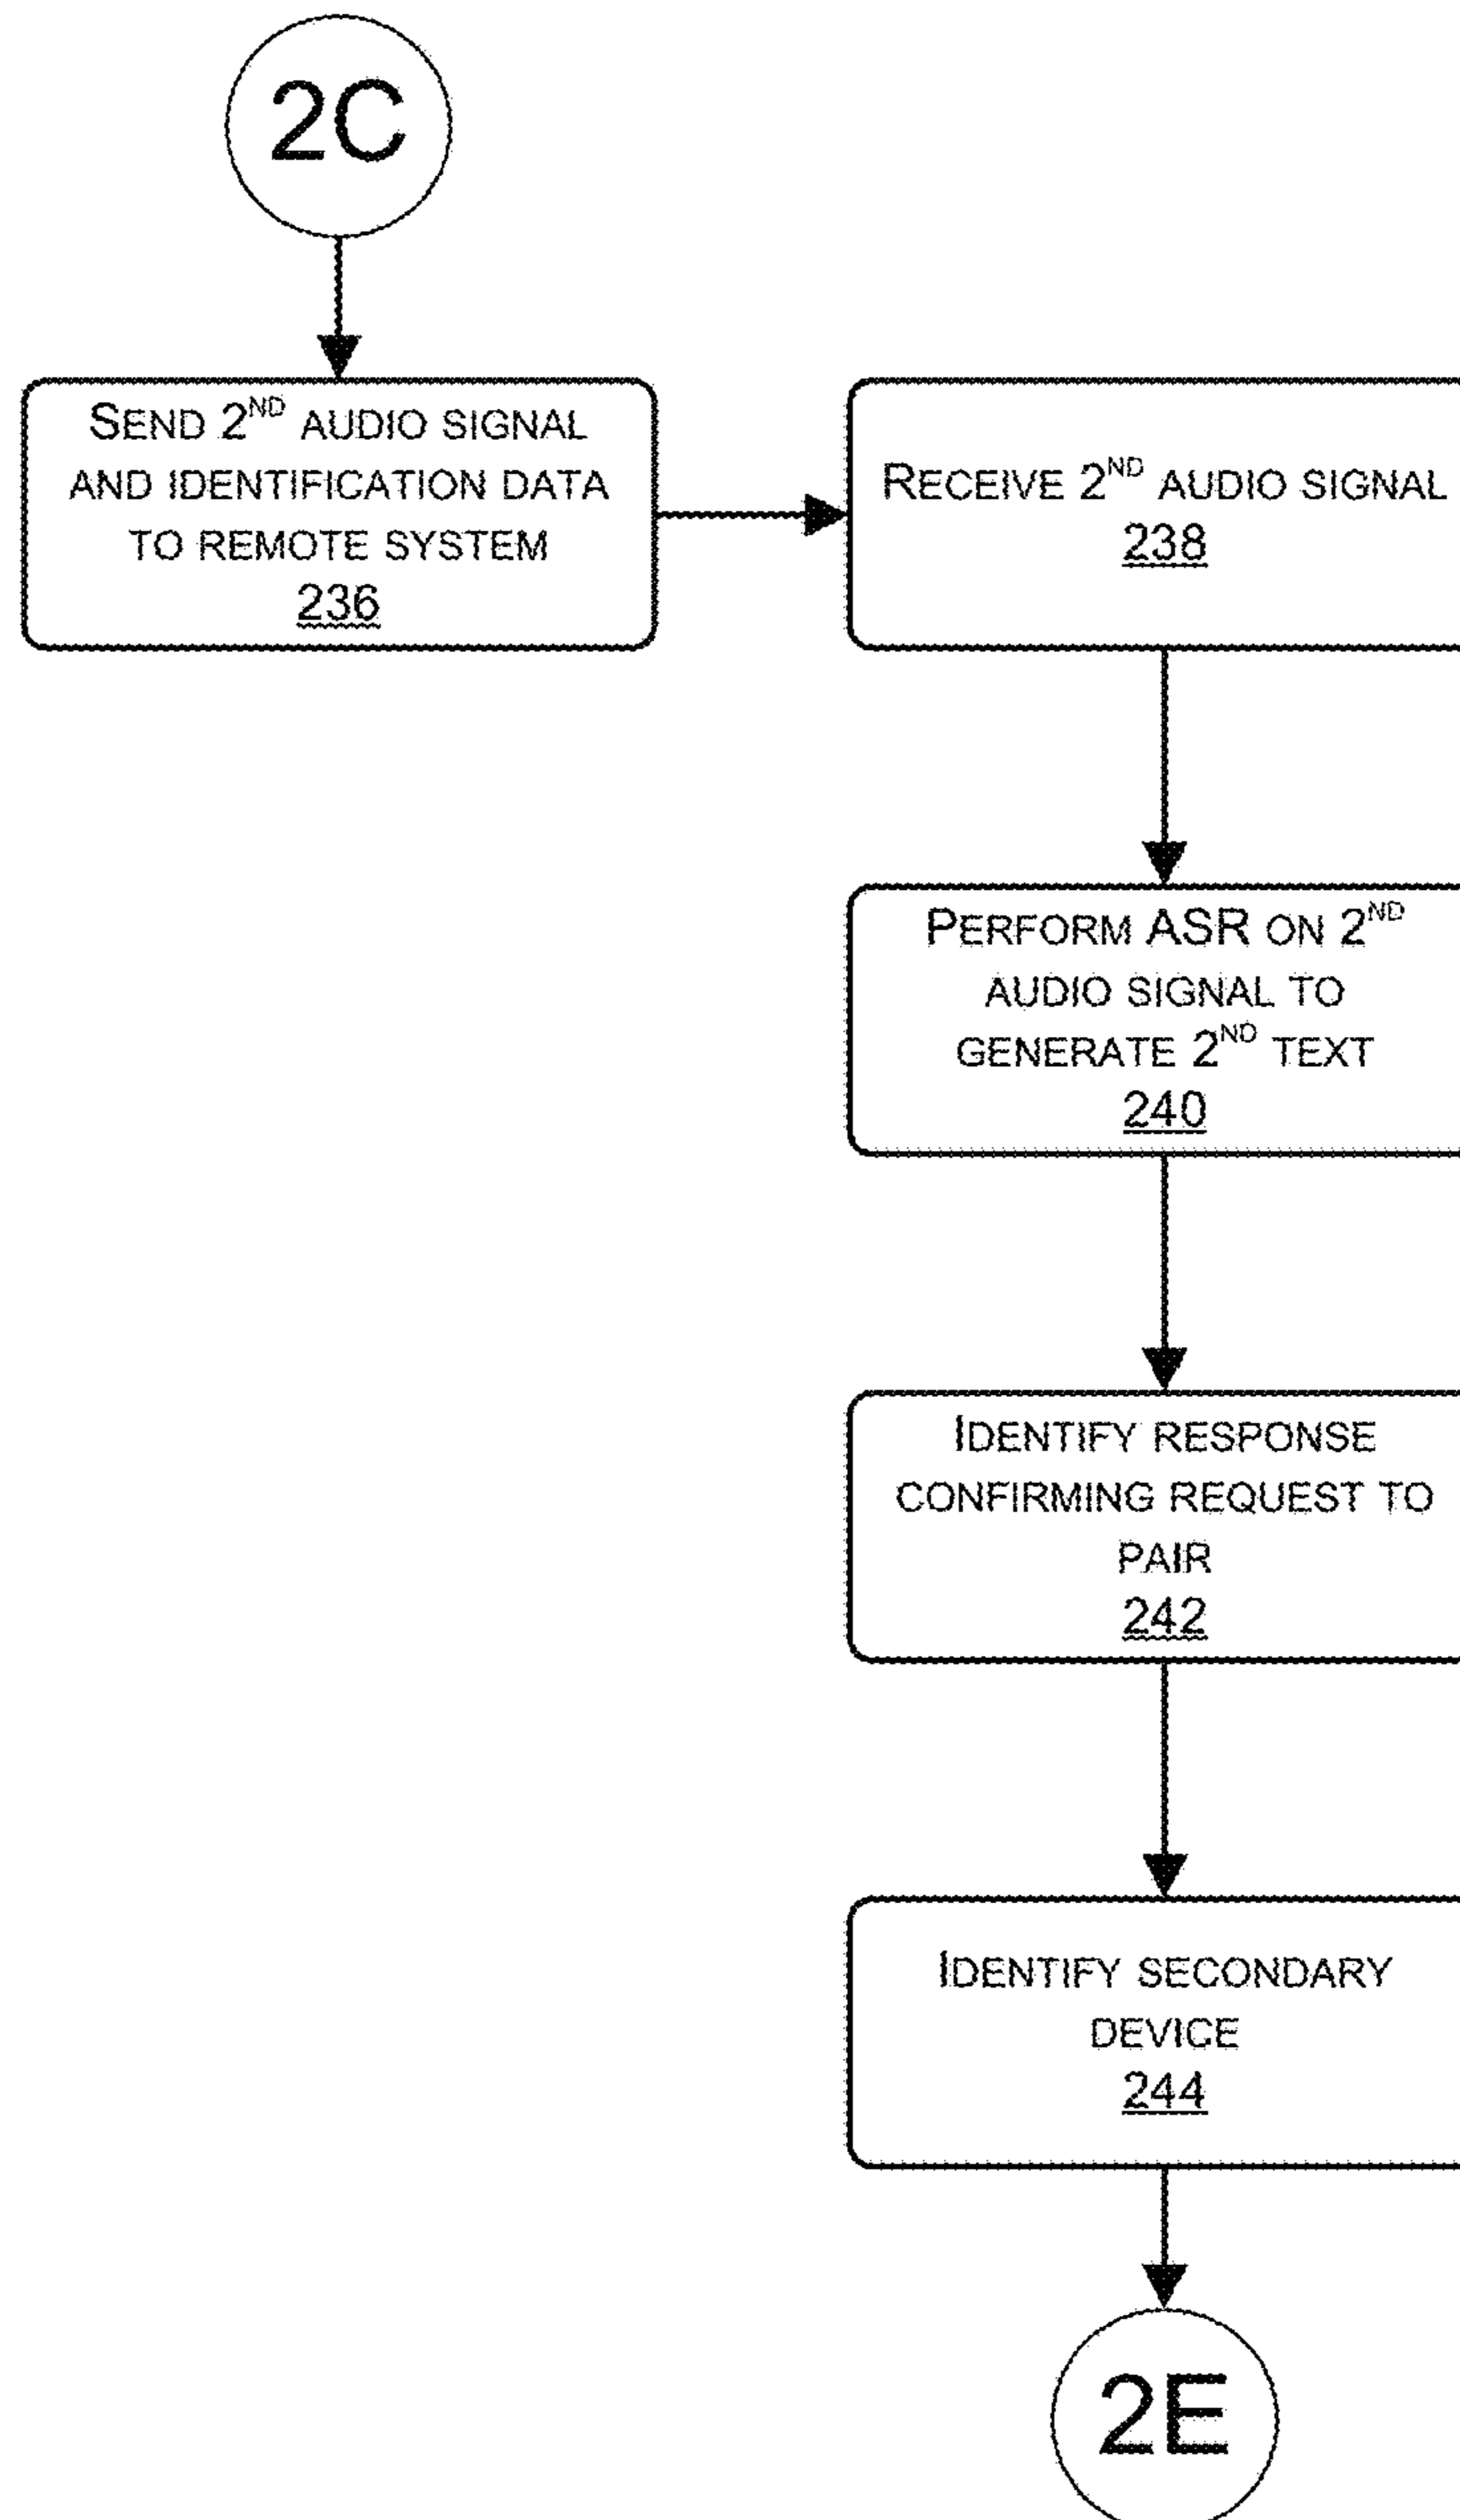 2C
SEND 2ND AUDIO SIGNAL
AND IDENTIFICATION DATA
TO REMOTE SYSTEM
236
RECEIVE 2ND AUDIO SIGNAL
238
PERFORM ASR ON 2ND
AUDIO SIGNAL TO
GENERATE 2ND TEXT
240
IDENTIFY RESPONSE
CONFIRMING REQUEST TO
PAIR
242
IDENTIFY SECONDARY
DEVICE
244
2E